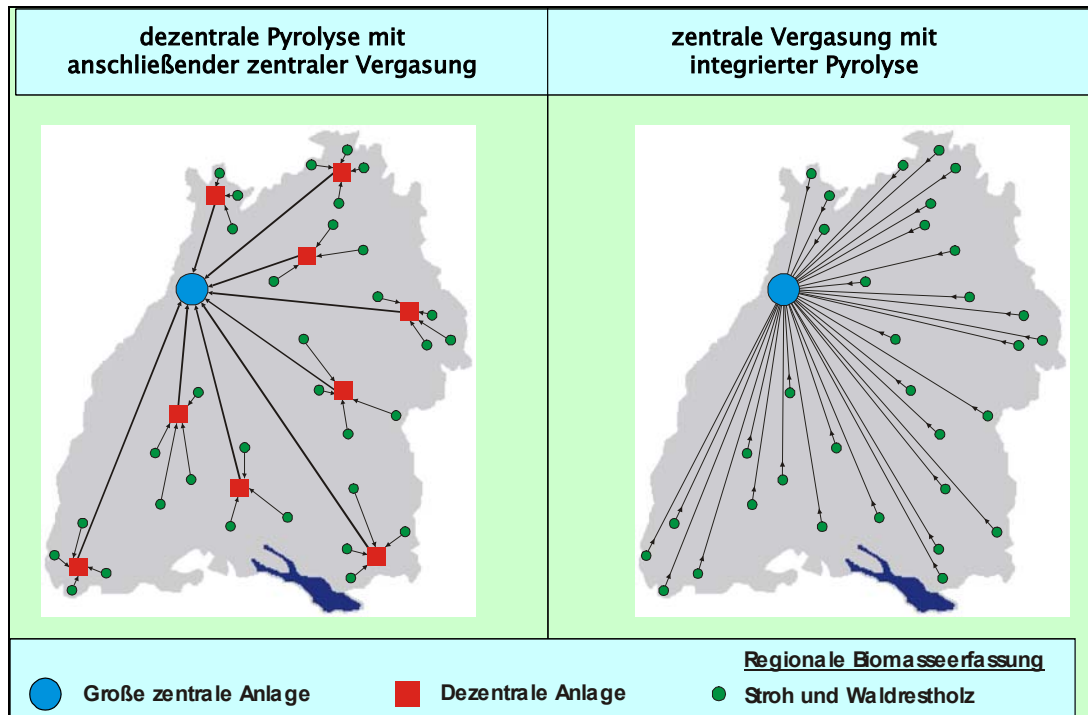 dezentrale Pyrolyse mit
anschließender zentraler Vergasung
zentrale Vergasung mit
integrierter Pyrolyse
Regionale Biomasseerfassung
Große zentrale Anlage
Dezentrale Anlage
Stroh und Waldrestholz